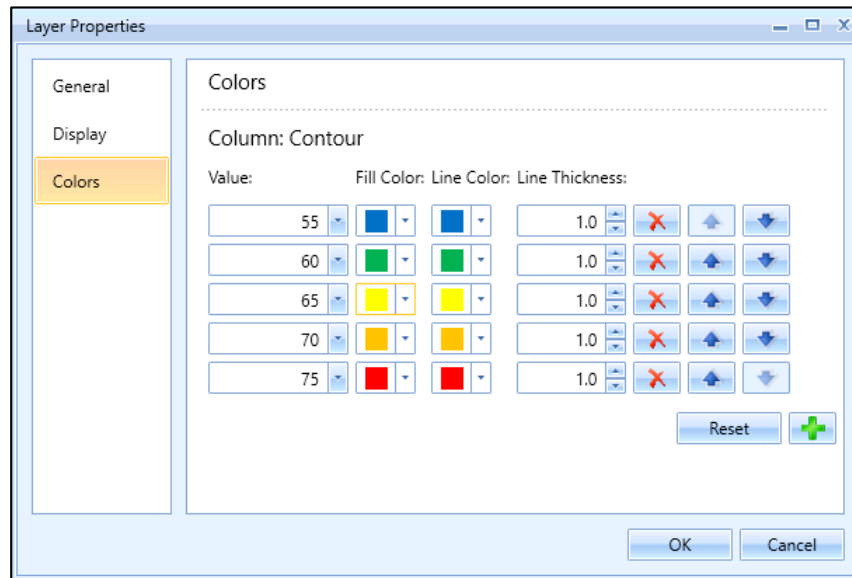 Layer Properties
General
Display
Colors
Colors
Column: Contour
Value: Fill Color: Line Color: Line Thickness:
55 1.0
60 1.0
65 1.0
70 1.0
75 1.0
Reset
OK Cancel